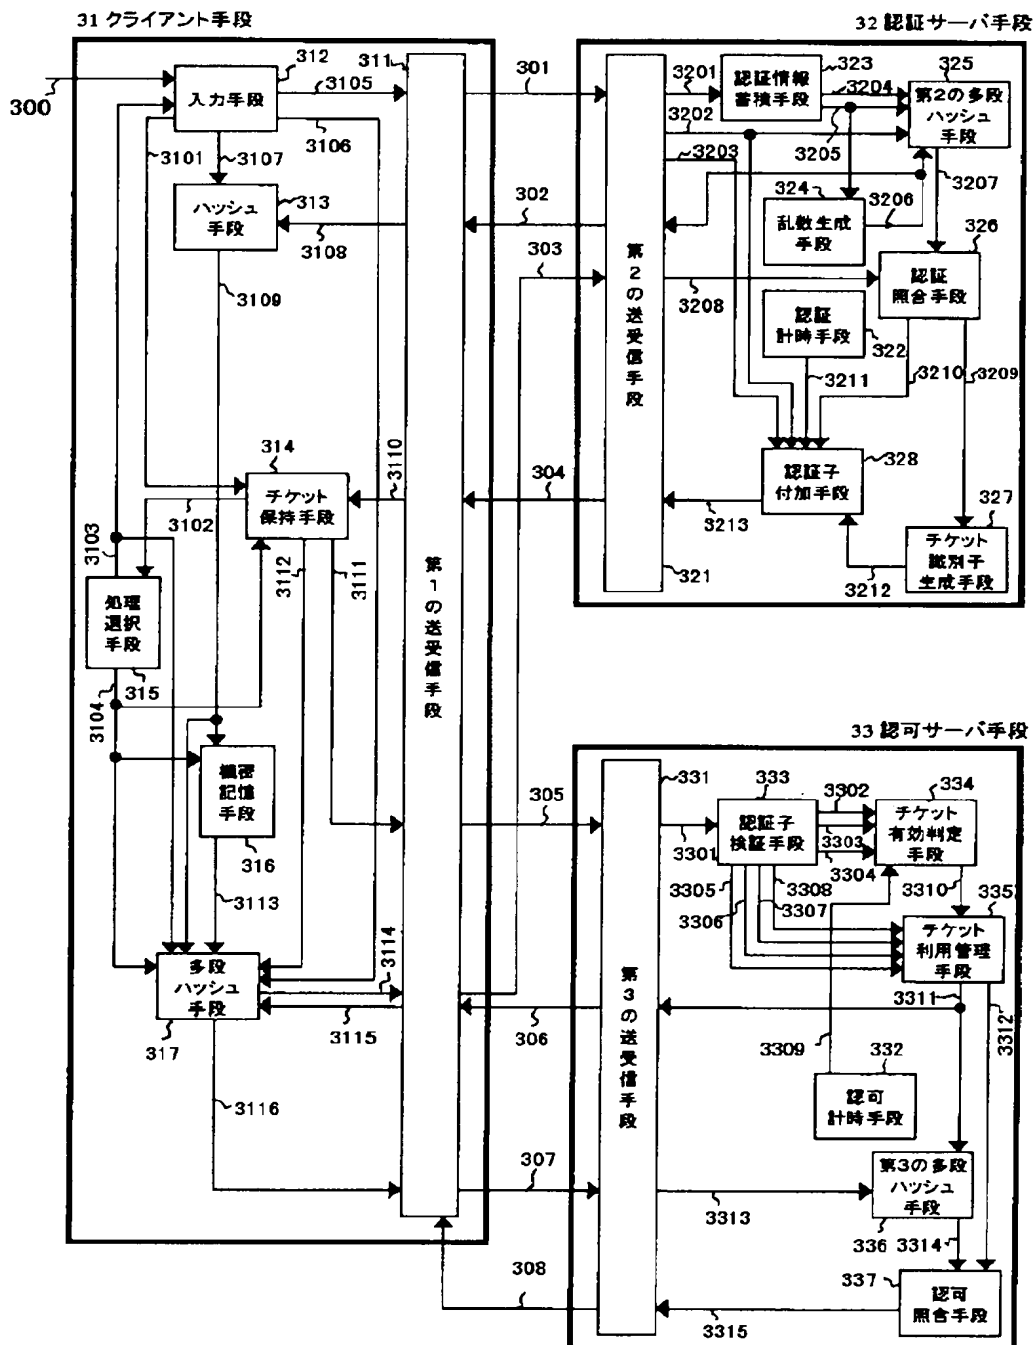 31 クライアント手段
32 認証サーバ手段
300
312
入力手段
3105
3106
3101
3107
311
301
302
303
304
313
ハッシュ
手段
3108
3109
314
チケット
保持手段
3110
3102
3103
3112
3111
処理
選択
手段
315
3104
機密
記憶
手段
316
3113
多段
ハッシュ
手段
317
3114
3115
3116
第1の送受信手段
第2の送受信手段
321
3201
3202
3203
323
認証情報
蓄積手段
3204
3205
325
第2の多段
ハッシュ
手段
324
乱数生成
手段
3206
3207
326
認証
照合手段
3208
認証
計時手段
322
3211
3210
3209
認証子
付加手段
328
3213
327
チケット
識別子
生成手段
3212
33 認可サーバ手段
305
306
307
308
第3の送受信手段
331
3301
333
認証子
検証手段
3302
3303
3304
334
チケット
有効判定
手段
3305
3306
3308
3307
3310
335
チケット
利用管理
手段
3311
3312
3309
332
認可
計時手段
第3の多段
ハッシュ
手段
3313
336
3314
337
認可
照合手段
3315